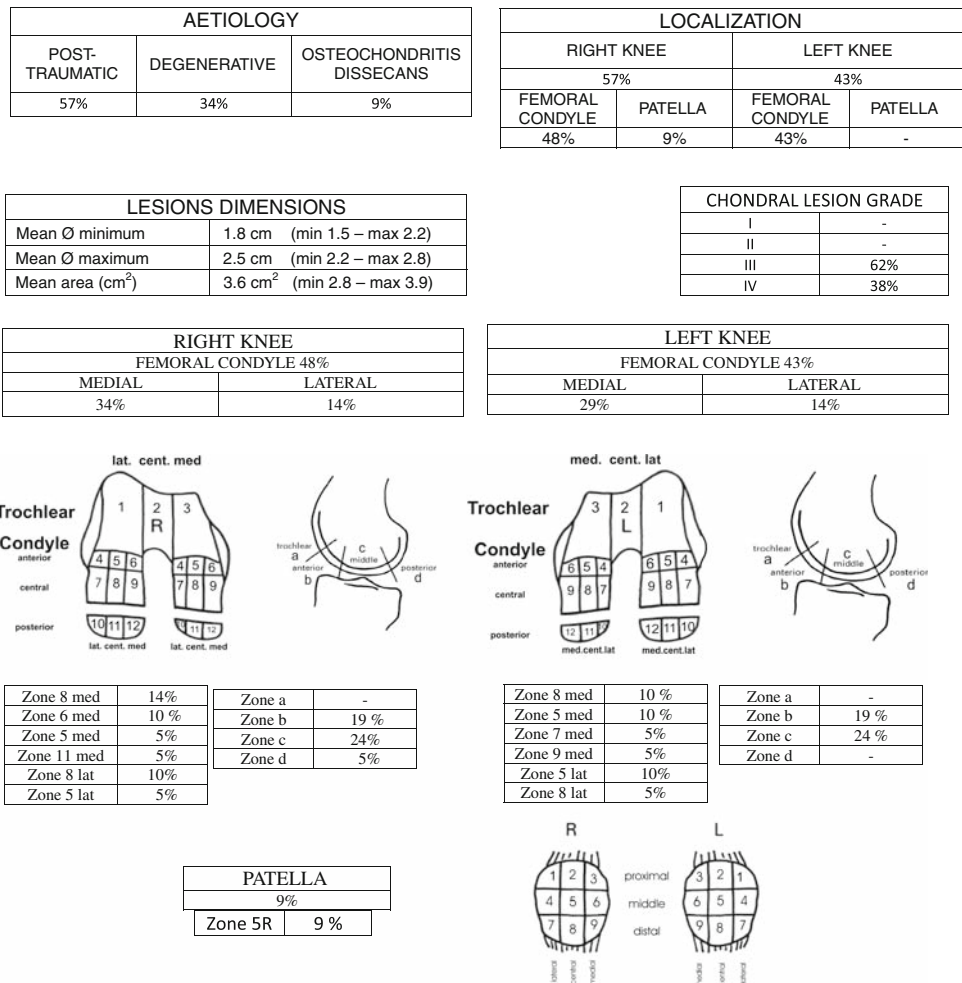 AETIOLOGY
POST-TRAUMATIC DEGENERATIVE OSTEOCHONDRITIS DISSECANS
57% 34% 9%
LOCALIZATION
RIGHT KNEE LEFT KNEE
57% 43%
FEMORAL CONDYLE PATELLA FEMORAL CONDYLE PATELLA
48% 9% 43% -
LESIONS DIMENSIONS
Mean Ø minimum 1.8 cm (min 1.5 – max 2.2)
Mean Ø maximum 2.5 cm (min 2.2 – max 2.8)
Mean area (cm²) 3.6 cm² (min 2.8 – max 3.9)
CHONDRAL LESION GRADE
I -
II -
III 62%
IV 38%
RIGHT KNEE
FEMORAL CONDYLE 48%
MEDIAL LATERAL
34% 14%
LEFT KNEE
FEMORAL CONDYLE 43%
MEDIAL LATERAL
29% 14%
lat. cent. med
Trochlear
1 2 3
R
Condyle
anterior
4 5 6 4 5 6
central
7 8 9 7 8 9
posterior
10 11 12 11 12
lat. cent. med lat. cent. med
trochlear
a
anterior
b
c
middle
posterior
d
med. cent. lat
Trochlear
3 2 1
L
Condyle
anterior
6 5 4 6 5 4
central
9 8 7 9 8 7
posterior
12 11 10 12 11 10
med.cent.lat med.cent.lat
trochlear
a
anterior
b
c
middle
posterior
d
Zone 8 med 14%
Zone 6 med 10 %
Zone 5 med 5%
Zone 11 med 5%
Zone 8 lat 10%
Zone 5 lat 5%
Zone a -
Zone b 19 %
Zone c 24%
Zone d 5%
Zone 8 med 10 %
Zone 5 med 10 %
Zone 7 med 5%
Zone 9 med 5%
Zone 5 lat 10%
Zone 8 lat 5%
Zone a -
Zone b 19 %
Zone c 24 %
Zone d -
PATELLA
9%
Zone 5R 9 %
R L
1 2 3 proximal 3 2 1
4 5 6 middle 6 5 4
7 8 9 distal 9 8 7